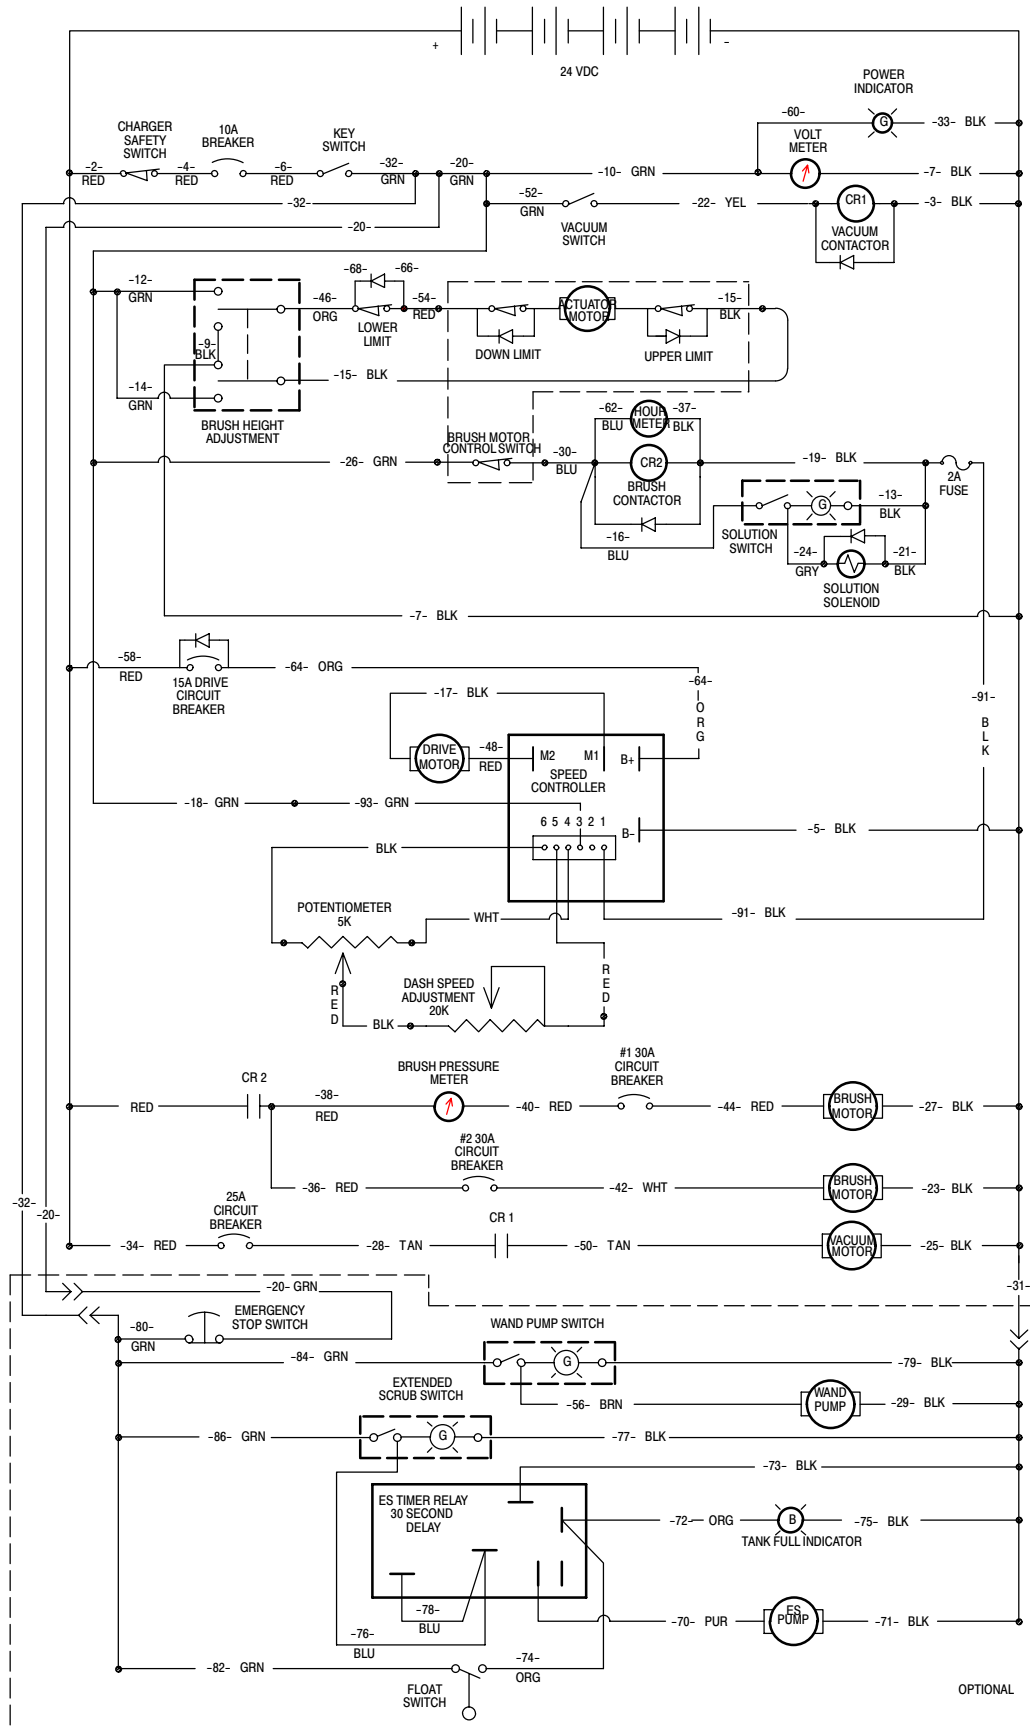 +
-
24 VDC
POWER
INDICATOR
-60-
G
-33- BLK
CHARGER
SAFETY
SWITCH
10A
BREAKER
KEY
SWITCH
VOLT
METER
-2-
RED
-4-
RED
-6-
RED
-32-
GRN
-20-
GRN
-10- GRN
-7- BLK
-32-
-52-
GRN
-22- YEL
CR1
-3- BLK
-20-
VACUUM
SWITCH
VACUUM
CONTACTOR
-12-
GRN
-68-
-66-
-46-
ORG
-54-
RED
ACTUATOR
MOTOR
-15-
BLK
LOWER
LIMIT
DOWN LIMIT
UPPER LIMIT
-9-
BLK
-15- BLK
-14-
GRN
BRUSH HEIGHT
ADJUSTMENT
-62-
BLU
HOUR
METER
-37-
BLK
BRUSH MOTOR
CONTROL SWITCH
-26- GRN
-30-
BLU
CR2
-19- BLK
BRUSH
CONTACTOR
2A
FUSE
G
-13-
BLK
-16-
BLU
SOLUTION
SWITCH
-24-
GRY
-21-
BLK
SOLUTION
SOLENOID
-7- BLK
-58-
RED
-64- ORG
15A DRIVE
CIRCUIT
BREAKER
-64-
O
R
G
-91-
B
L
K
-17- BLK
DRIVE
MOTOR
-48-
RED
M2
M1
B+
SPEED
CONTROLLER
-18- GRN
-93- GRN
6 5 4 3 2 1
B-
-5- BLK
BLK
POTENTIOMETER
5K
WHT
-91- BLK
R
E
D
DASH SPEED
ADJUSTMENT
20K
R
E
D
BLK
#1 30A
CIRCUIT
BREAKER
CR 2
BRUSH PRESSURE
METER
RED
-38-
RED
-40- RED
-44- RED
BRUSH
MOTOR
-27- BLK
#2 30A
CIRCUIT
BREAKER
-36- RED
-42- WHT
BRUSH
MOTOR
-23- BLK
-32-
-20-
25A
CIRCUIT
BREAKER
CR 1
-34- RED
-28- TAN
-50- TAN
VACUUM
MOTOR
-25- BLK
-20- GRN
-31-
EMERGENCY
STOP SWITCH
-80-
GRN
WAND PUMP SWITCH
-84- GRN
G
-79- BLK
EXTENDED
SCRUB SWITCH
-56- BRN
WAND
PUMP
-29- BLK
-86- GRN
G
-77- BLK
-73- BLK
ES TIMER RELAY
30 SECOND
DELAY
-72- ORG
B
-75- BLK
TANK FULL INDICATOR
-78-
BLU
-76-
BLU
-70- PUR
ES
PUMP
-71- BLK
-82- GRN
-74-
ORG
FLOAT
SWITCH
OPTIONAL